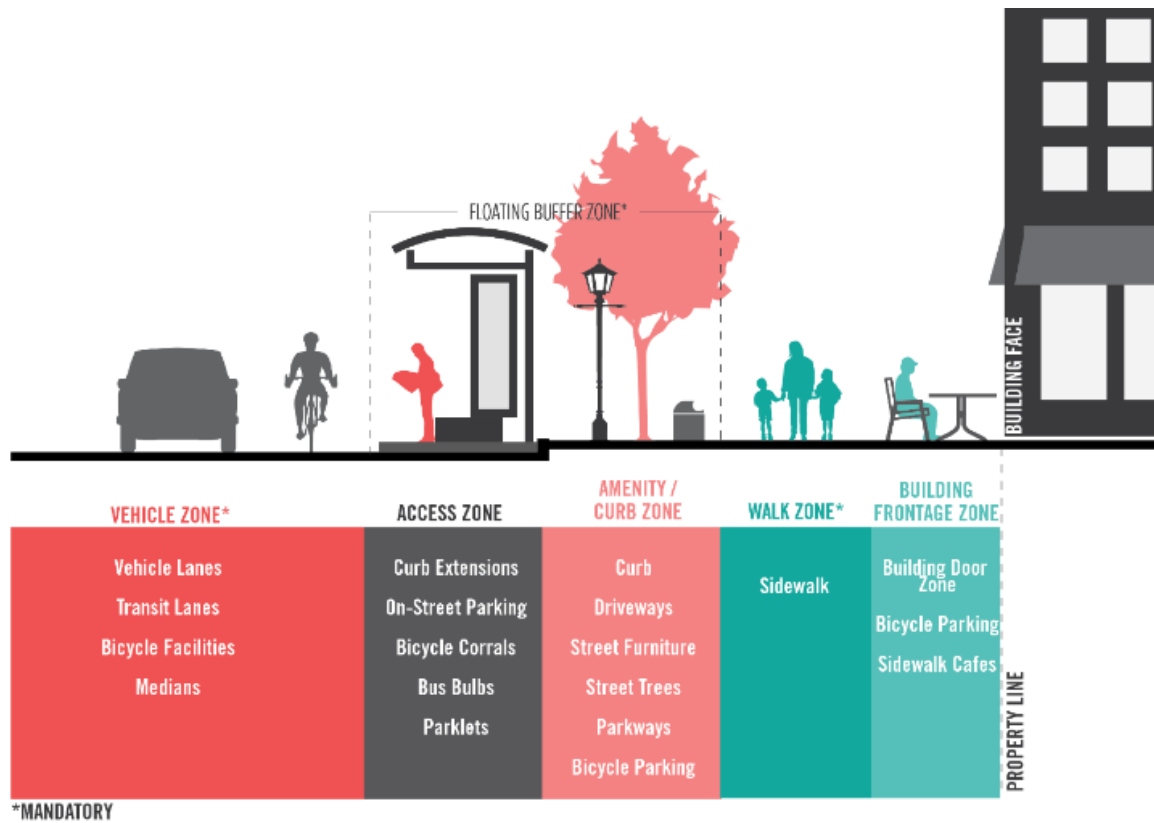 FLOATING BUFFER ZONE*
BUILDING FACE
VEHICLE ZONE*
Vehicle Lanes
Transit Lanes
Bicycle Facilities
Medians
ACCESS ZONE
Curb Extensions
On-Street Parking
Bicycle Corrals
Bus Bulbs
Parklets
AMENITY /
CURB ZONE
Curb
Driveways
Street Furniture
Street Trees
Parkways
Bicycle Parking
WALK ZONE*
Sidewalk
BUILDING
FRONTAGE ZONE
Building Door
Zone
Bicycle Parking
Sidewalk Cafes
PROPERTY LINE
*MANDATORY